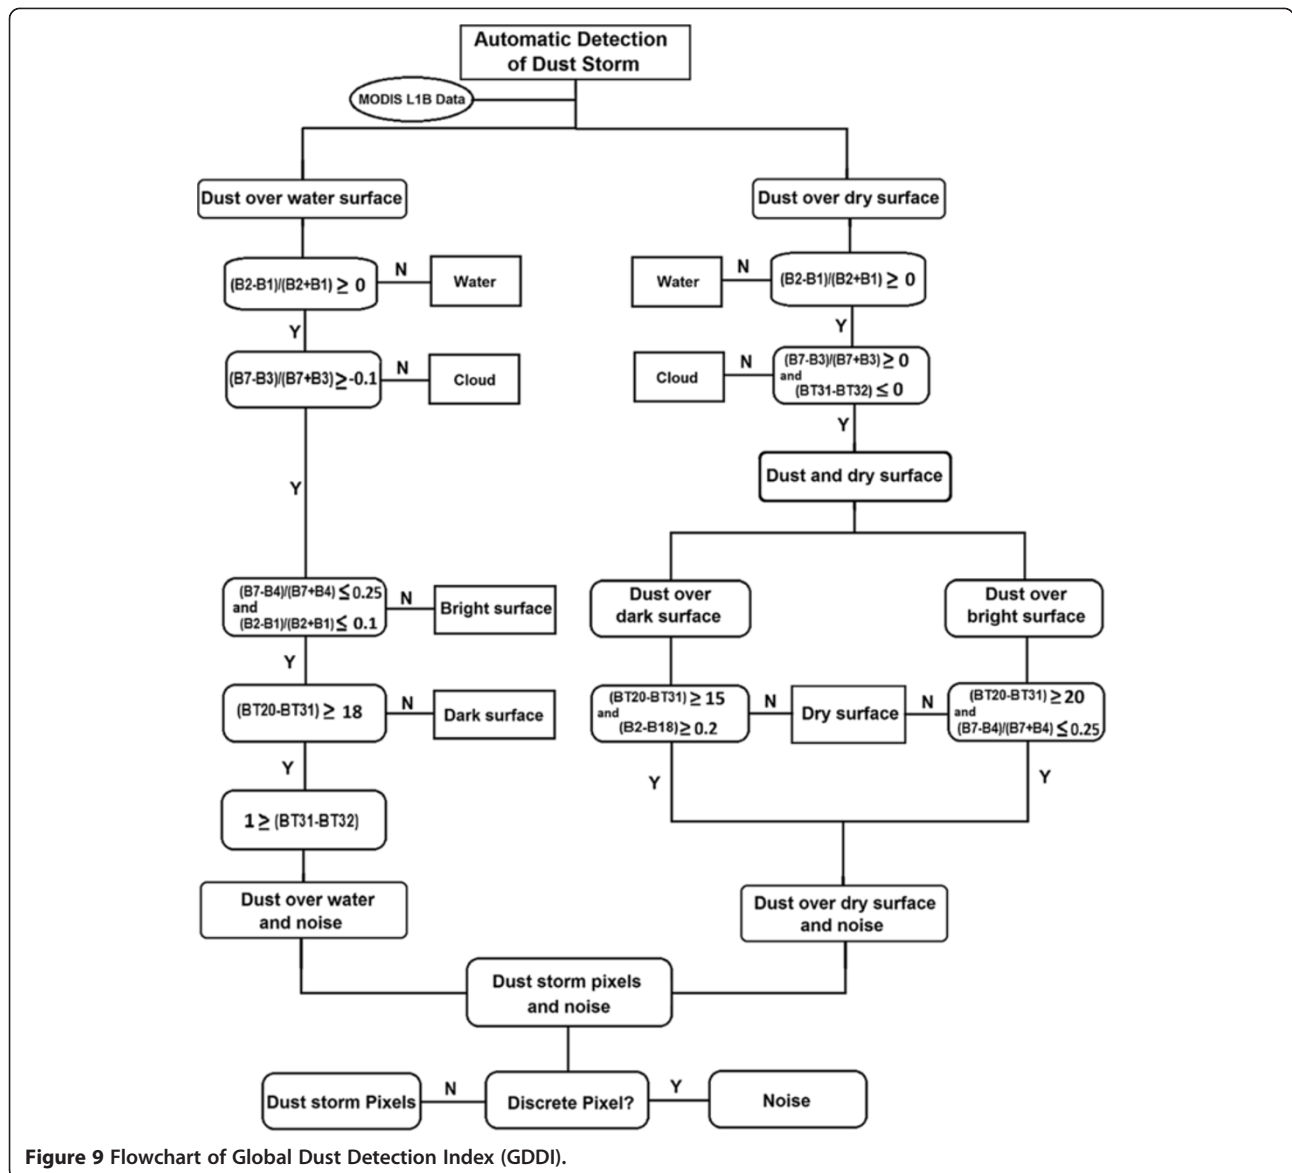 Automatic Detection
of Dust Storm
MODIS L1B Data
Dust over water surface
Dust over dry surface
(B2-B1)/(B2+B1) ≥ 0
N
Water
Water
N
(B2-B1)/(B2+B1) ≥ 0
Y
Y
(B7-B3)/(B7+B3) ≥-0.1
N
Cloud
Cloud
N
(B7-B3)/(B7+B3) ≥ 0
and
(BT31-BT32) ≤ 0
Y
Y
Dust and dry surface
(B7-B4)/(B7+B4) ≤ 0.25
and
(B2-B1)/(B2+B1) ≤ 0.1
N
Bright surface
Dust over
dark surface
Dust over
bright surface
Y
(BT20-BT31) ≥ 18
N
Dark surface
(BT20-BT31) ≥ 15
and
(B2-B18) ≥ 0.2
N
Dry surface
N
(BT20-BT31) ≥ 20
and
(B7-B4)/(B7+B4) ≤ 0.25
Y
Y
Y
1 ≥ (BT31-BT32)
Dust over water
and noise
Dust over dry surface
and noise
Dust storm pixels
and noise
Dust storm Pixels
N
Discrete Pixel?
Y
Noise
Figure 9 Flowchart of Global Dust Detection Index (GDDI).